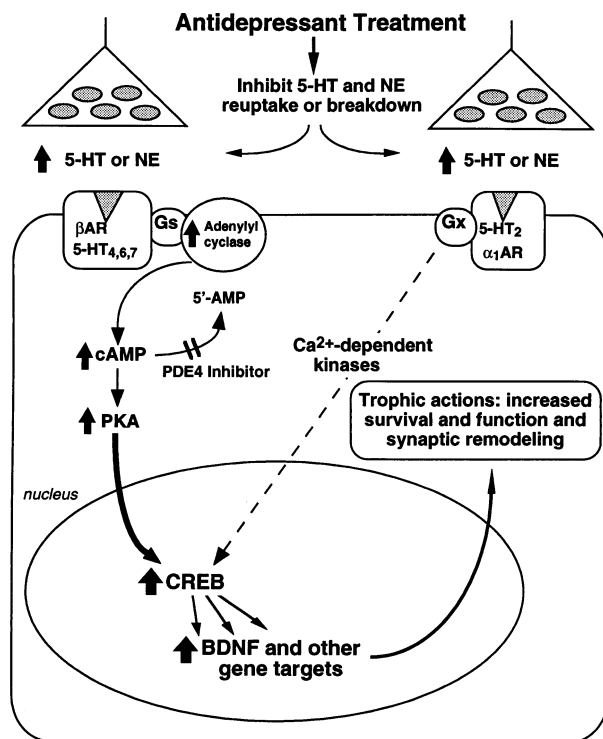 Antidepressant Treatment
Inhibit 5-HT and NE
reuptake or breakdown
5-HT or NE
5-HT or NE
βAR
5-HT4,6,7
Gs
Adenylyl
cyclase
Gx
5-HT2
α1AR
5'-AMP
cAMP
PDE4 Inhibitor
Ca2+-dependent
kinases
PKA
Trophic actions: increased
survival and function and
synaptic remodeling
nucleus
CREB
BDNF and other
gene targets